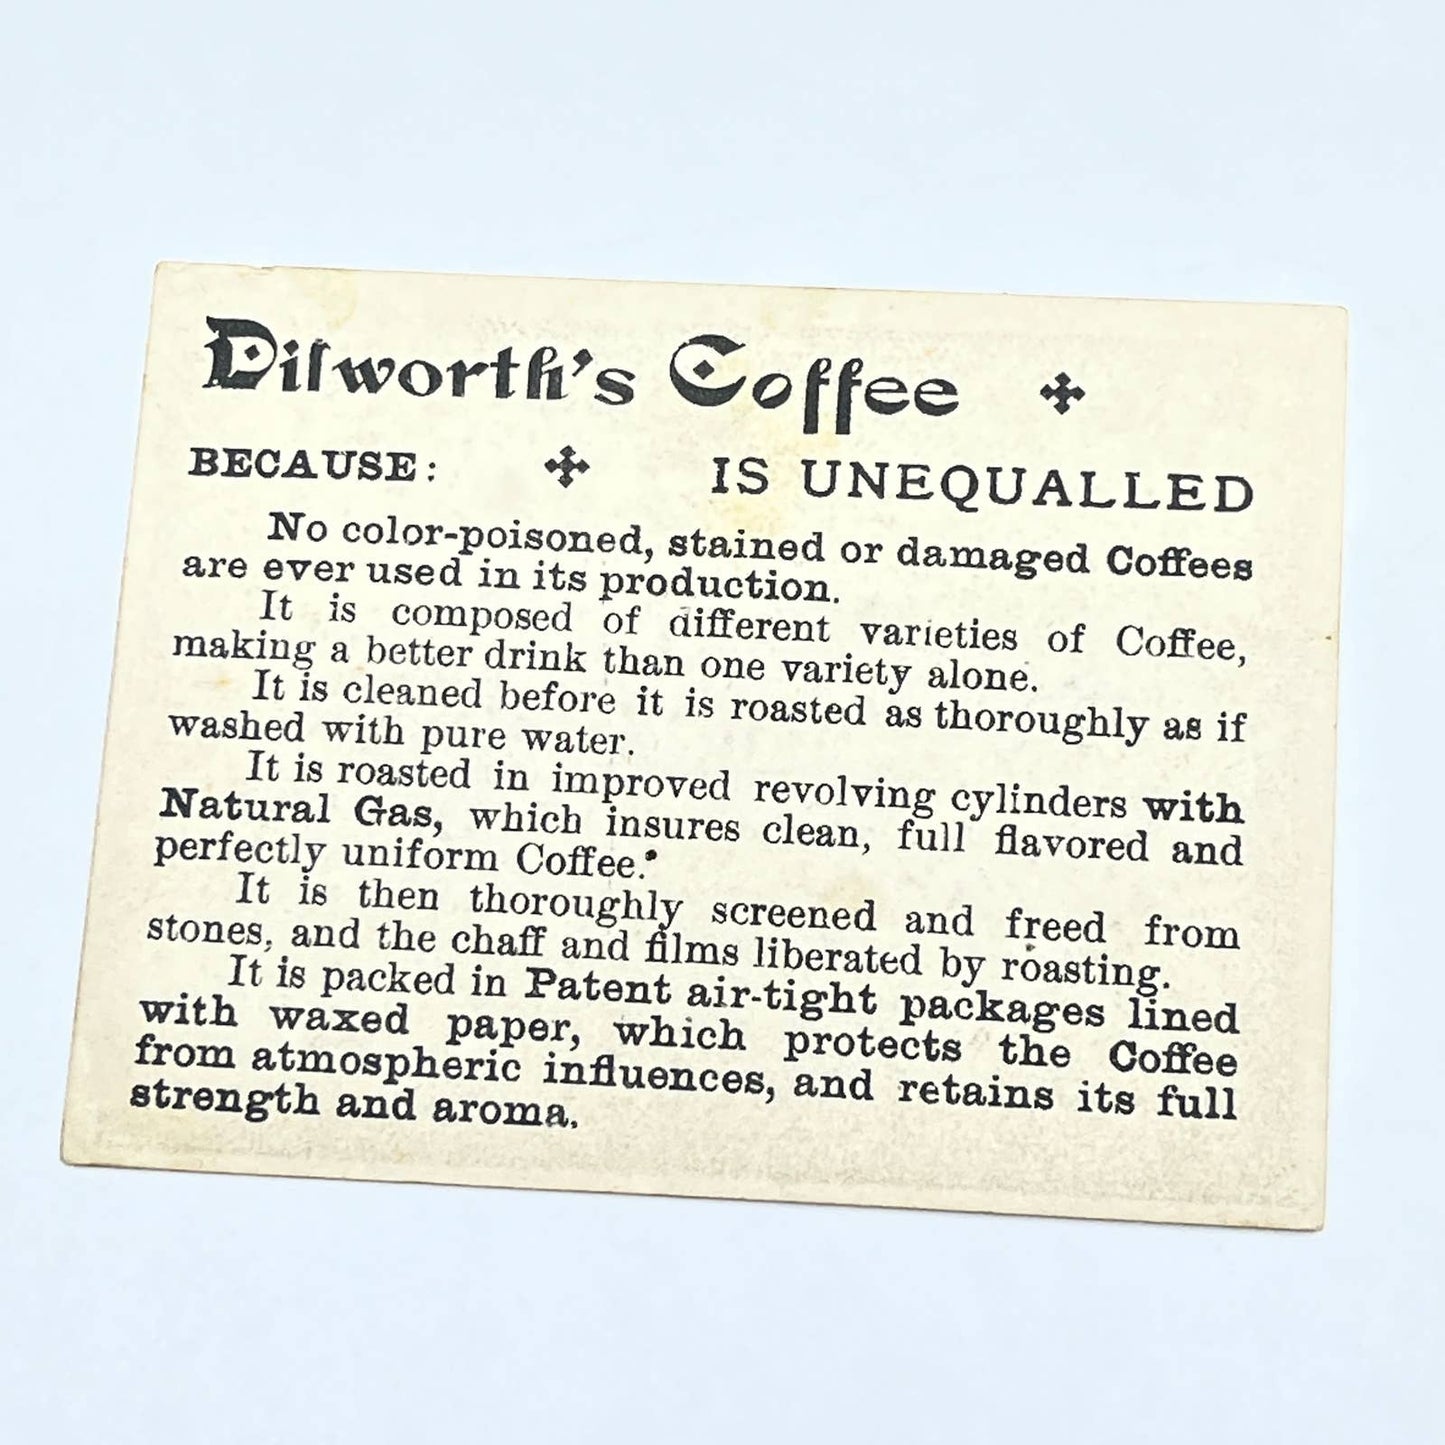 Dilworth's Coffee
BECAUSE: IS UNEQUALLED
No color-poisoned, stained or damaged Coffees
are ever used in its production.
It is composed of different varieties of Coffee,
making a better drink than one variety alone.
It is cleaned before it is roasted as thoroughly as if
washed with pure water.
It is roasted in improved revolving cylinders with
Natural Gas, which insures clean, full flavored and
perfectly uniform Coffee.
It is then thoroughly screened and freed from
stones, and the chaff and films liberated by roasting.
It is packed in Patent air-tight packages lined
with waxed paper, which protects the Coffee
from atmospheric influences, and retains its full
strength and aroma.